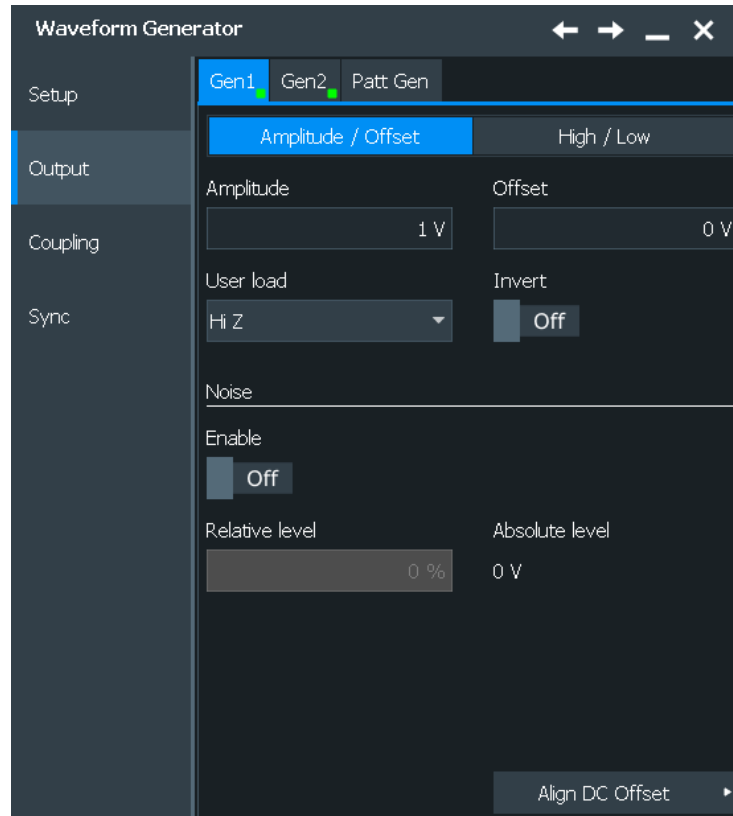 Waveform Generator
Setup
Output
Coupling
Sync
Gen1 Gen2 Patt Gen
Amplitude / Offset High / Low
Amplitude Offset
1 V 0 V
User load Invert
Hi Z Off
Noise
Enable
Off
Relative level Absolute level
0 % 0 V
Align DC Offset